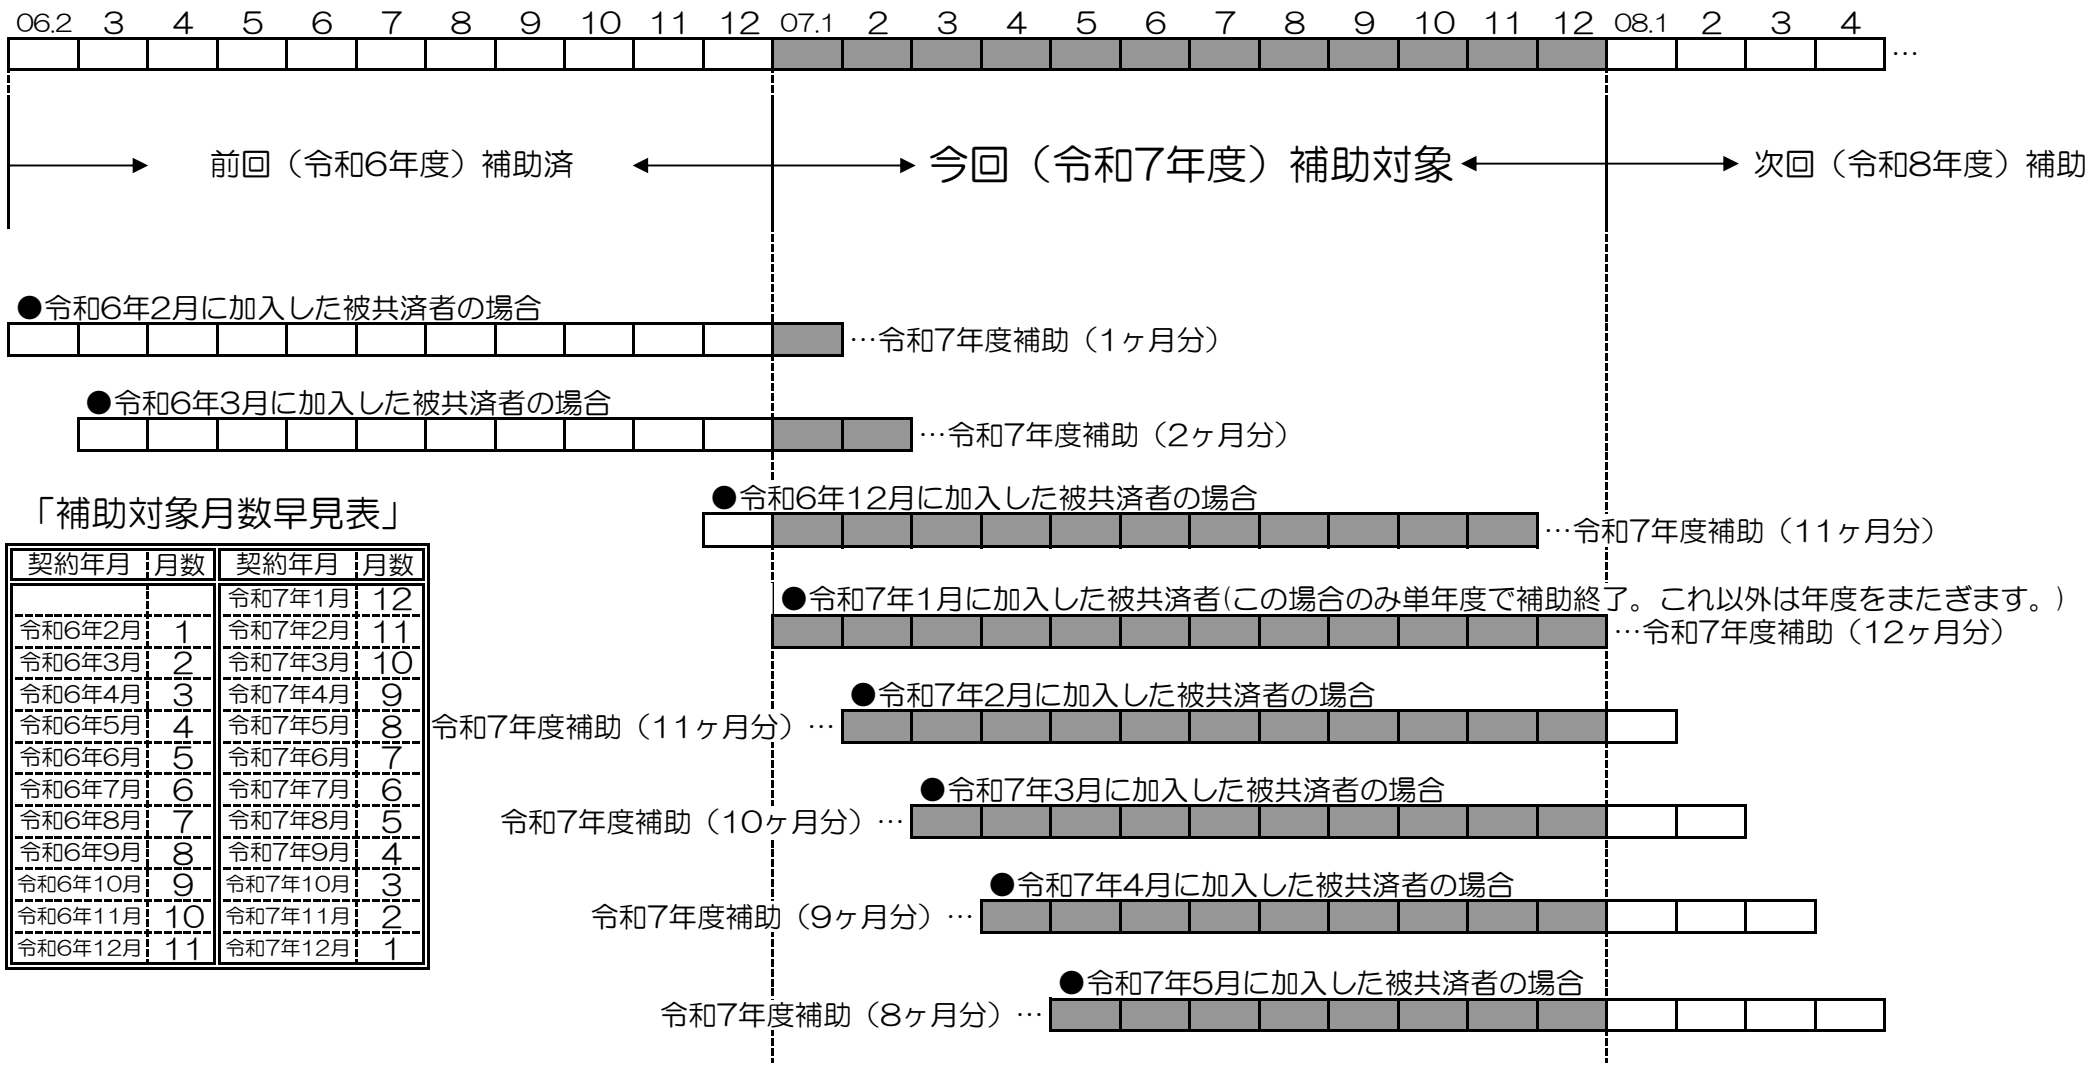 06.2 3 4 5 6 7 8 9 10 11 12 07.1 2 3 4 5 6 7 8 9 10 11 12 08.1 2 3 4
…
前回（令和6年度）補助済
今回（令和7年度）補助対象
次回（令和8年度）補助
●令和6年2月に加入した被共済者の場合
…令和7年度補助（1ヶ月分）
●令和6年3月に加入した被共済者の場合
…令和7年度補助（2ヶ月分）
●令和6年12月に加入した被共済者の場合
…令和7年度補助（11ヶ月分）
●令和7年1月に加入した被共済者(この場合のみ単年度で補助終了。これ以外は年度をまたぎます。)
…令和7年度補助（12ヶ月分）
●令和7年2月に加入した被共済者の場合
令和7年度補助（11ヶ月分）…
●令和7年3月に加入した被共済者の場合
令和7年度補助（10ヶ月分）…
●令和7年4月に加入した被共済者の場合
令和7年度補助（9ヶ月分）…
●令和7年5月に加入した被共済者の場合
令和7年度補助（8ヶ月分）…
「補助対象月数早見表」
契約年月 月数 契約年月 月数
令和7年1月 12
令和6年2月 1 令和7年2月 11
令和6年3月 2 令和7年3月 10
令和6年4月 3 令和7年4月 9
令和6年5月 4 令和7年5月 8
令和6年6月 5 令和7年6月 7
令和6年7月 6 令和7年7月 6
令和6年8月 7 令和7年8月 5
令和6年9月 8 令和7年9月 4
令和6年10月 9 令和7年10月 3
令和6年11月 10 令和7年11月 2
令和6年12月 11 令和7年12月 1